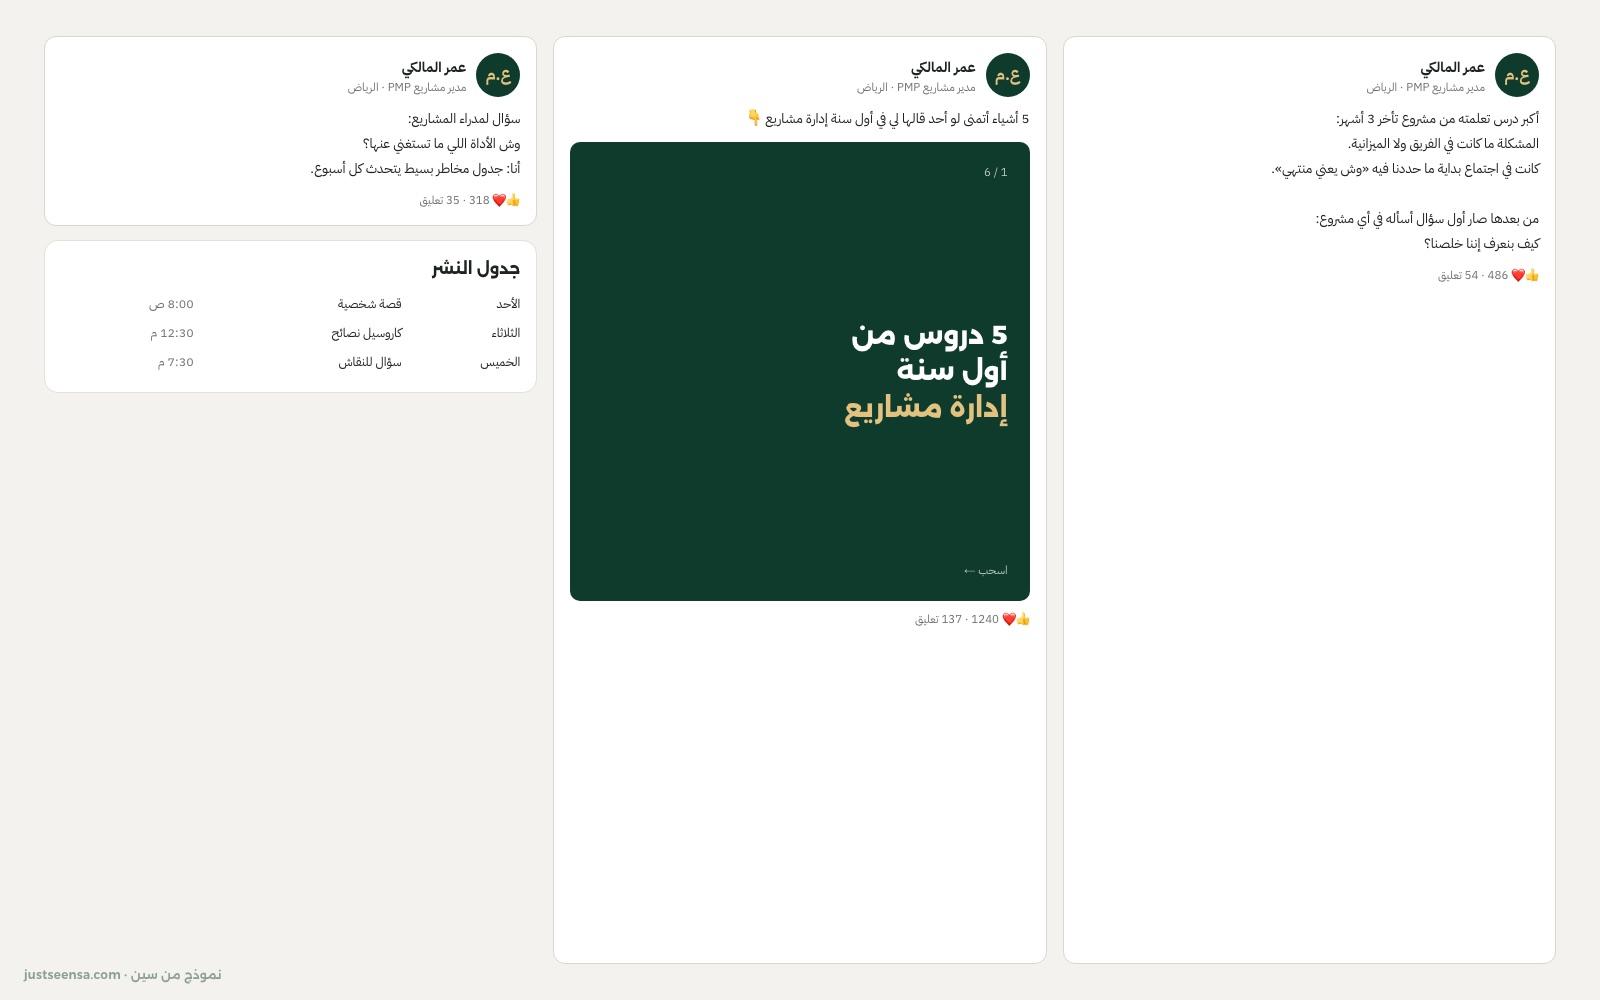 ع.م
عمر المالكي
مدير مشاريع PMP · الرياض
أكبر درس تعلمته من مشروع تأخر 3 أشهر:
المشكلة ما كانت في الفريق ولا الميزانية.
كانت في اجتماع بداية ما حددنا فيه «وش يعني منتهي».
من بعدها صار أول سؤال أسأله في أي مشروع:
كيف بنعرف إننا خلصنا؟
👍❤️ 486 · 54 تعليق
ع.م
عمر المالكي
مدير مشاريع PMP · الرياض
5 أشياء أتمنى لو أحد قالها لي في أول سنة إدارة مشاريع 👇
1 / 6
5 دروس من
أول سنة
إدارة مشاريع
اسحب ←
👍❤️ 1240 · 137 تعليق
ع.م
عمر المالكي
مدير مشاريع PMP · الرياض
سؤال لمدراء المشاريع:
وش الأداة اللي ما تستغني عنها؟
أنا: جدول مخاطر بسيط يتحدث كل أسبوع.
👍❤️ 318 · 35 تعليق
جدول النشر
الأحد قصة شخصية 8:00 ص
الثلاثاء كاروسيل نصائح 12:30 م
الخميس سؤال للنقاش 7:30 م
نموذج من سين · justseensa.com